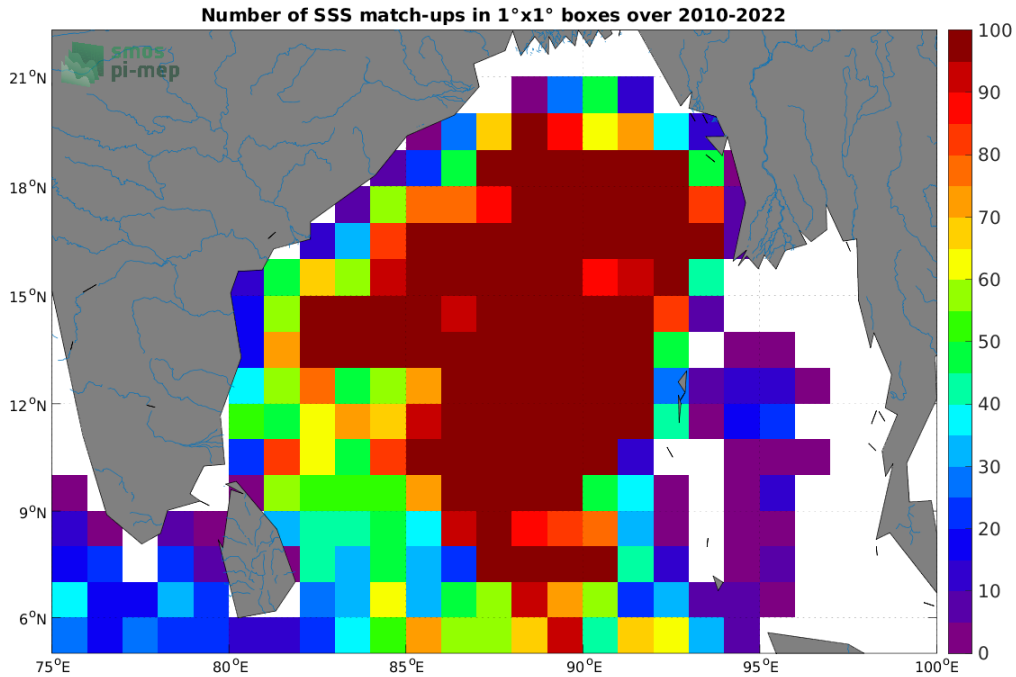 Number of SSS match-ups in 1°x1° boxes over 2010-2022
smos
pi-mep
21°N
18°N
15°N
12°N
9°N
6°N
75°E
80°E
85°E
90°E
95°E
100°E
100
90
80
70
60
50
40
30
20
10
0